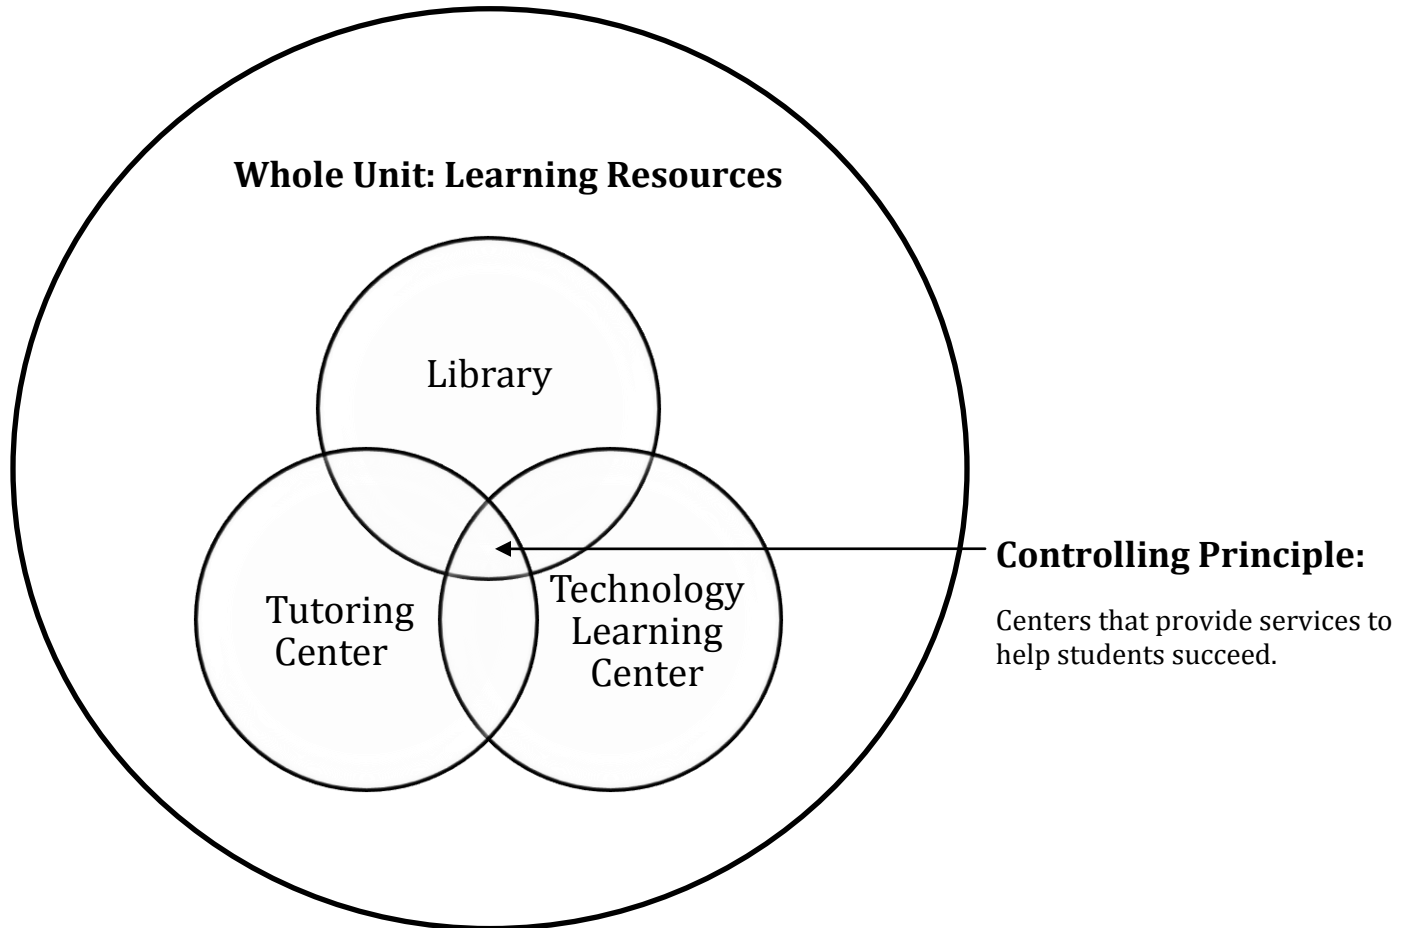 Whole Unit: Learning Resources
Library
Tutoring
Center
Technology
Learning
Center
Controlling Principle:
Centers that provide services to
help students succeed.